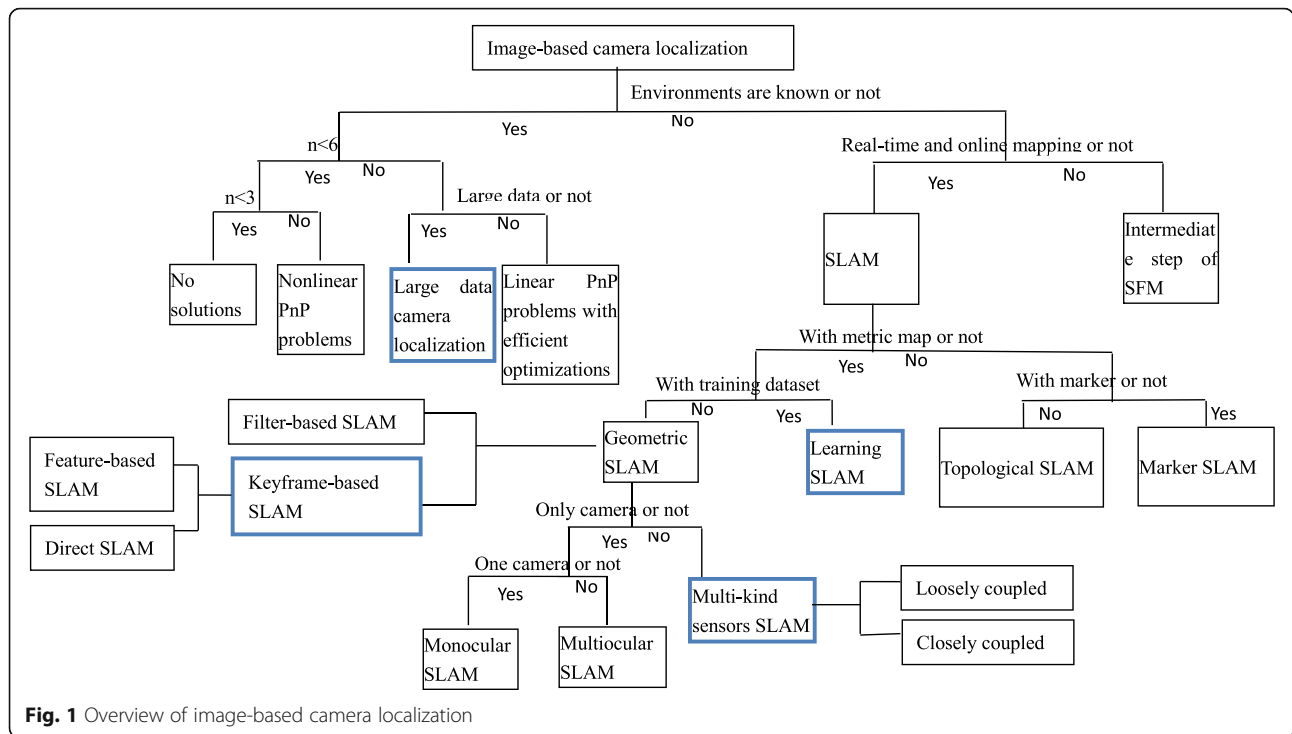 Image-based camera localization
Environments are known or not
Yes
No
n<6
Real-time and online mapping or not
Yes
No
Yes
No
n<3
Large data or not
Yes
No
Yes
No
No
solutions
Nonlinear
PnP
problems
Large data
camera
localization
Linear PnP
problems with
efficient
optimizations
SLAM
Intermediat
e step of
SFM
With metric map or not
Yes
No
With training dataset
No
Yes
With marker or not
No
Yes
Filter-based SLAM
Feature-based
SLAM
Keyframe-based
SLAM
Direct SLAM
Geometric
SLAM
Learning
SLAM
Topological SLAM
Marker SLAM
Only camera or not
Yes
No
One camera or not
Yes
No
Monocular
SLAM
Multiocular
SLAM
Multi-kind
sensors SLAM
Loosely coupled
Closely coupled
Fig. 1 Overview of image-based camera localization